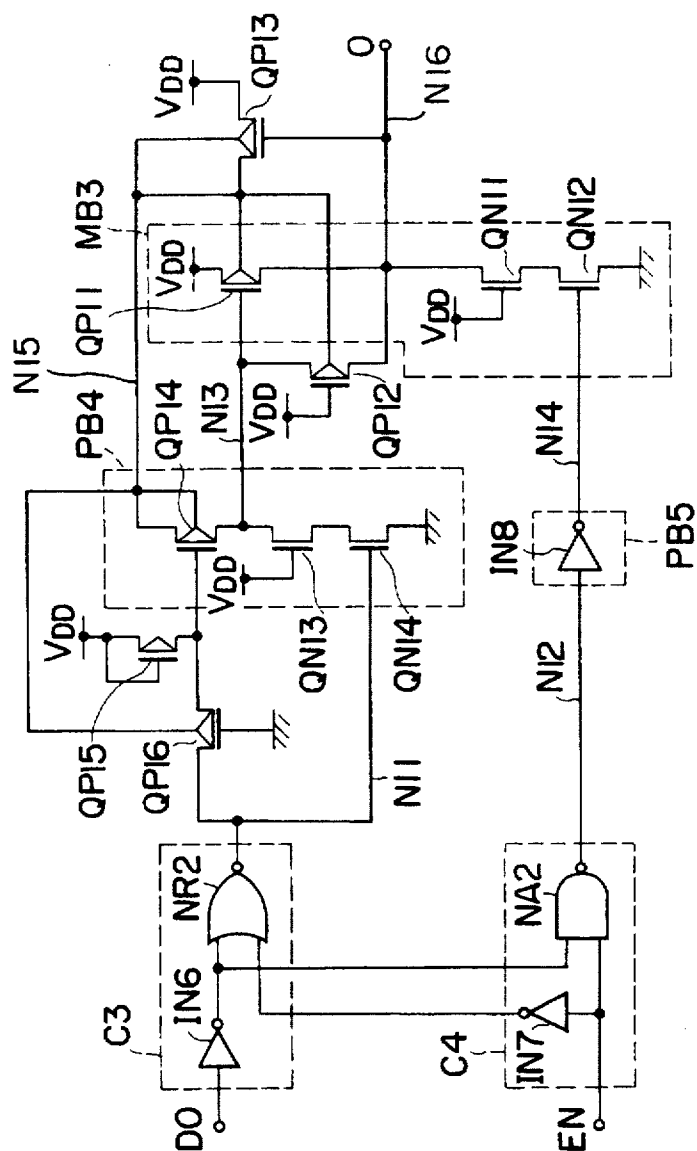 N15
PB4
QP14
VDD
QP15
QP16
VDD
QN13
QN14
N11
N13
VDD
QP12
QP11
MB3
VDD
VDD
QP13
N16
O
VDD
QN11
QN12
C3
IN6
NR2
DO
C4
IN7
NA2
EN
N12
IN8
PB5
N14